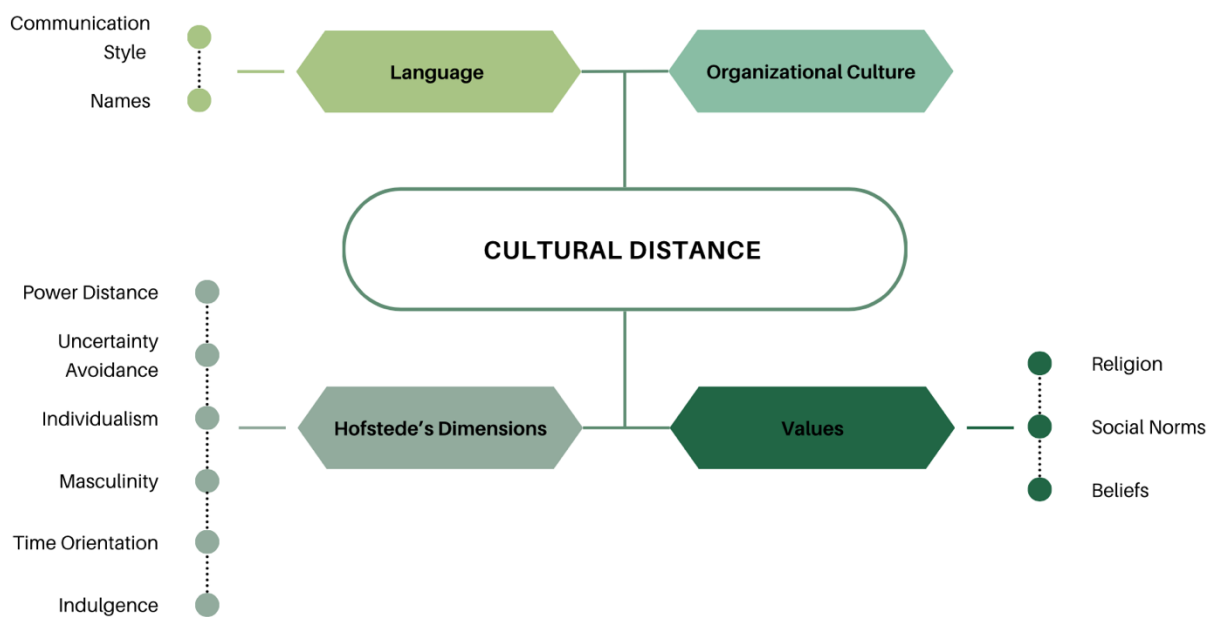 Communication
Style
Names
Language
Organizational Culture
CULTURAL DISTANCE
Power Distance
Uncertainty
Avoidance
Individualism
Masculinity
Time Orientation
Indulgence
Hofstede's Dimensions
Values
Religion
Social Norms
Beliefs